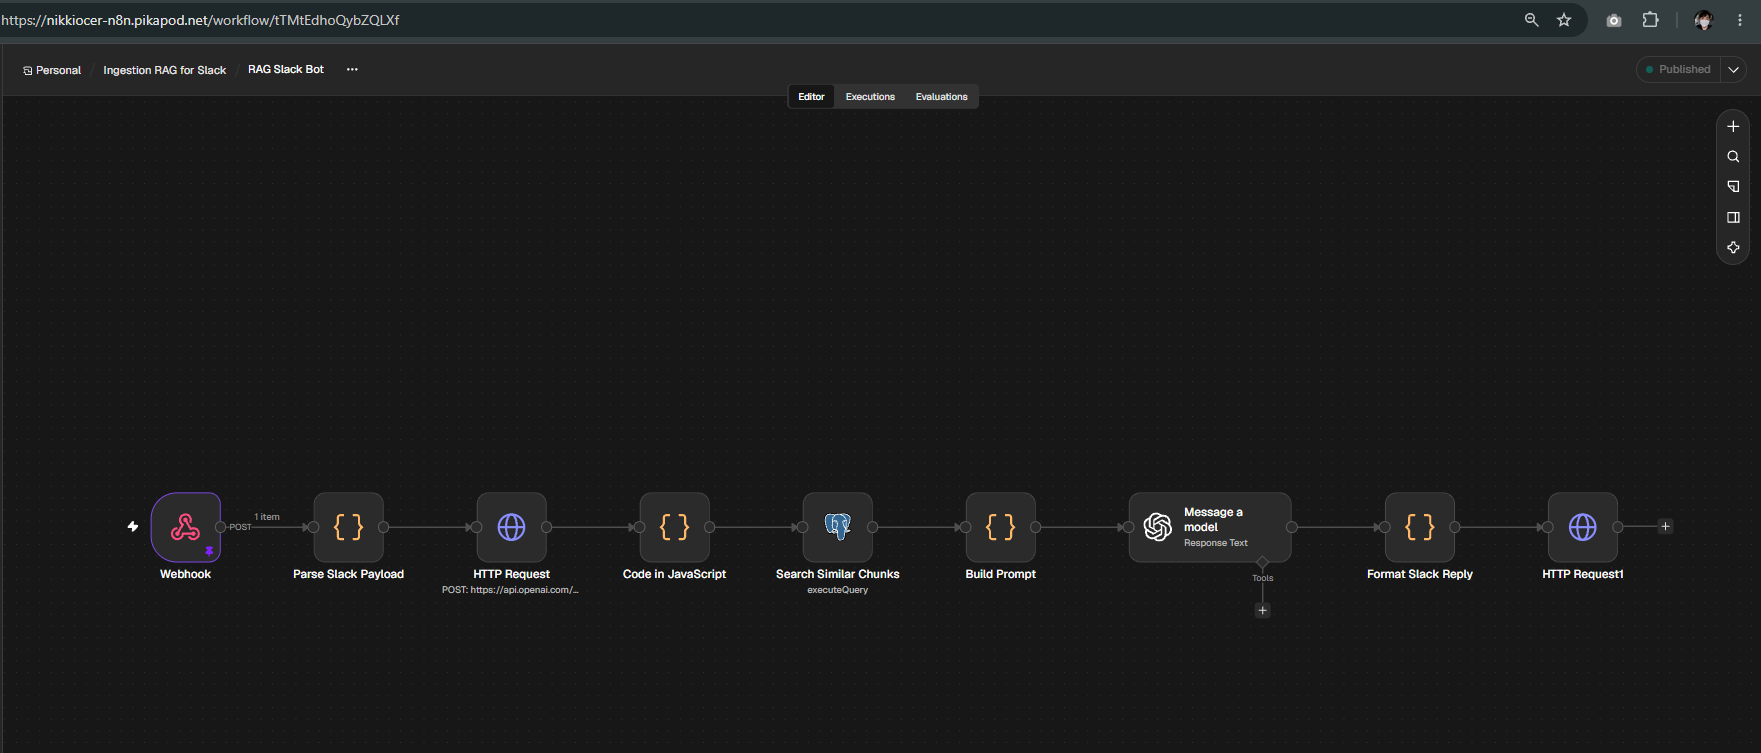 https://nikkiocer-n8n.pikapod.net/workflow/tTMtEdhoQybZQLXf
Personal / Ingestion RAG for Slack / RAG Slack Bot ...
Published
Editor Executions Evaluations
1 item
POST
Webhook
Parse Slack Payload
HTTP Request
POST: https://api.openai.com/...
Code in JavaScript
Search Similar Chunks
executeQuery
Build Prompt
Message a
model
Response Text
Tools
Format Slack Reply
HTTP Request1